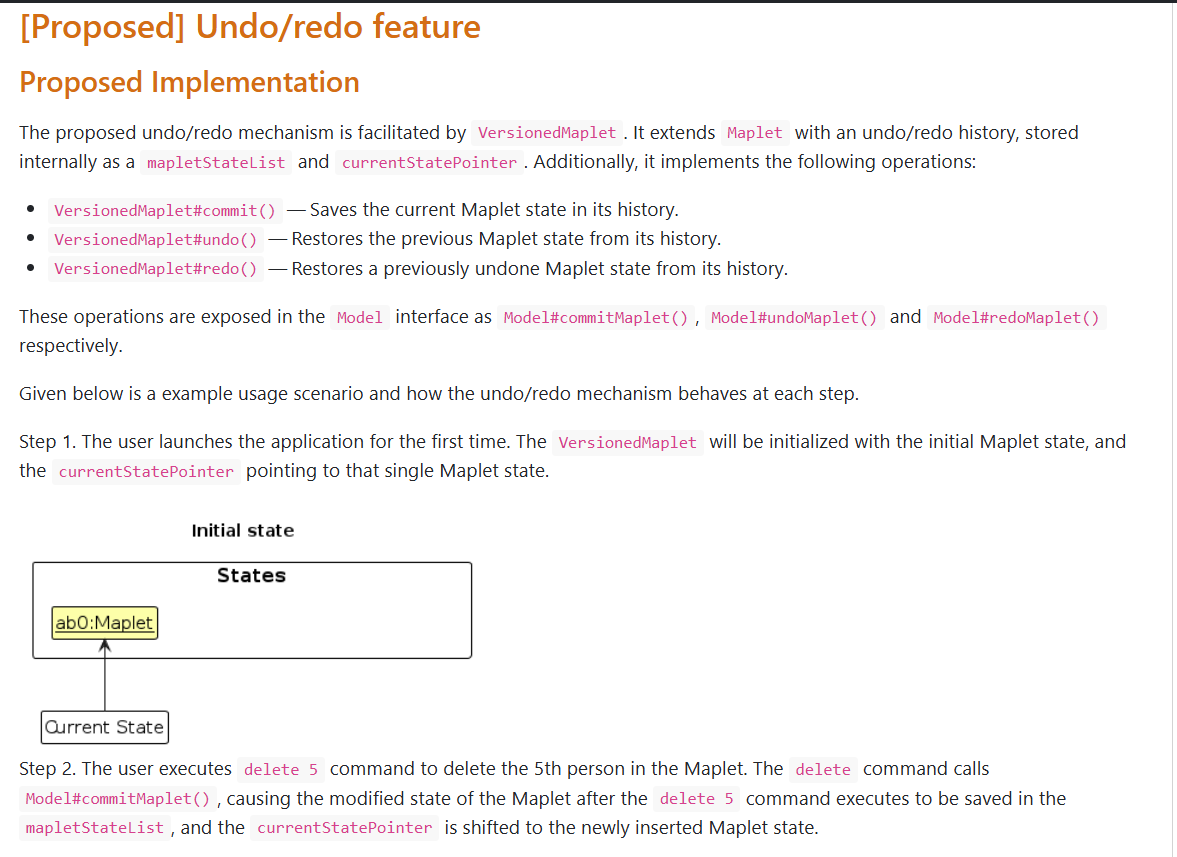 [Proposed] Undo/redo feature
Proposed Implementation
The proposed undo/redo mechanism is facilitated by VersionedMaplet . It extends Maplet with an undo/redo history, stored
internally as a mapletStateList and currentStatePointer . Additionally, it implements the following operations:
• VersionedMaplet#commit() — Saves the current Maplet state in its history.
• VersionedMaplet#undo() — Restores the previous Maplet state from its history.
• VersionedMaplet#redo() — Restores a previously undone Maplet state from its history.
These operations are exposed in the Model interface as Model#commitMaplet() , Model#undoMaplet() and Model#redoMaplet()
respectively.
Given below is a example usage scenario and how the undo/redo mechanism behaves at each step.
Step 1. The user launches the application for the first time. The VersionedMaplet will be initialized with the initial Maplet state, and
the currentStatePointer pointing to that single Maplet state.
Initial state
States
ab0:Maplet
Current State
Step 2. The user executes delete 5 command to delete the 5th person in the Maplet. The delete command calls
Model#commitMaplet() , causing the modified state of the Maplet after the delete 5 command executes to be saved in the
mapletStateList , and the currentStatePointer is shifted to the newly inserted Maplet state.